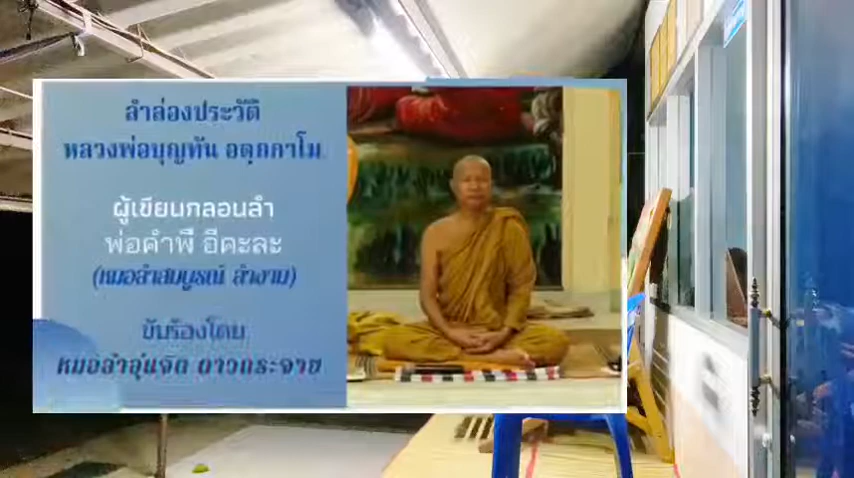 ลำล่องประวัติ
หลวงพ่อบุญทัน อตฺถกาโม
ผู้เขียนกลอนลำ
พ่อคำพี อีคะละ
(หมอลำสมบูรณ์ ลำงาม)
ขับร้องโดย
หมอลำอุ่นจิต ดาวกระจาย